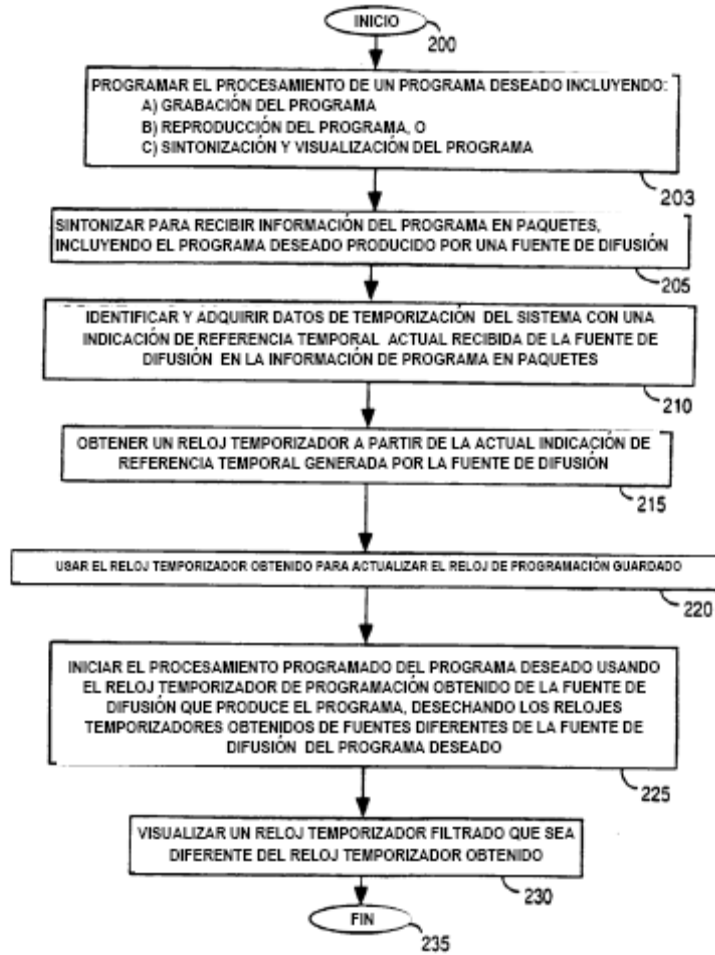 INICIO
200
PROGRAMAR EL PROCESAMIENTO DE UN PROGRAMA DESEADO INCLUYENDO:
A) GRABACIÓN DEL PROGRAMA
B) REPRODUCCIÓN DEL PROGRAMA, O
C) SINTONIZACIÓN Y VISUALIZACIÓN DEL PROGRAMA
203
SINTONIZAR PARA RECIBIR INFORMACIÓN DEL PROGRAMA EN PAQUETES,
INCLUYENDO EL PROGRAMA DESEADO PRODUCIDO POR UNA FUENTE DE DIFUSIÓN
205
IDENTIFICAR Y ADQUIRIR DATOS DE TEMPORIZACIÓN DEL SISTEMA CON UNA
INDICACIÓN DE REFERENCIA TEMPORAL ACTUAL RECIBIDA DE LA FUENTE DE
DIFUSIÓN EN LA INFORMACIÓN DE PROGRAMA EN PAQUETES
210
OBTENER UN RELOJ TEMPORIZADOR A PARTIR DE LA ACTUAL INDICACIÓN DE
REFERENCIA TEMPORAL GENERADA POR LA FUENTE DE DIFUSIÓN
215
USAR EL RELOJ TEMPORIZADOR OBTENIDO PARA ACTUALIZAR EL RELOJ DE PROGRAMACIÓN GUARDADO
220
INICIAR EL PROCESAMIENTO PROGRAMADO DEL PROGRAMA DESEADO USANDO
EL RELOJ TEMPORIZADOR DE PROGRAMACIÓN OBTENIDO DE LA FUENTE DE
DIFUSIÓN QUE PRODUCE EL PROGRAMA, DESECHANDO LOS RELOJES
TEMPORIZADORES OBTENIDOS DE FUENTES DIFERENTES DE LA FUENTE DE
DIFUSIÓN DEL PROGRAMA DESEADO
225
VISUALIZAR UN RELOJ TEMPORIZADOR FILTRADO QUE SEA
DIFERENTE DEL RELOJ TEMPORIZADOR OBTENIDO
230
FIN
235